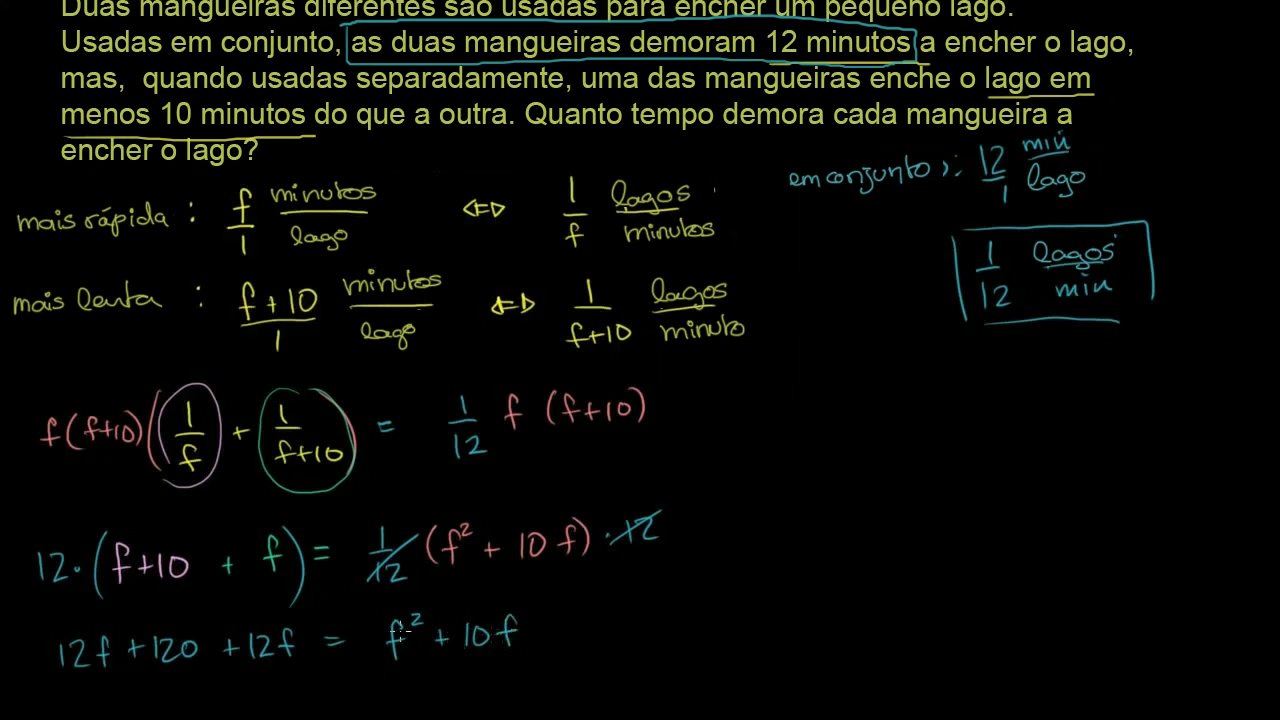 Duas mangueiras diferentes são usadas para encher um pequeno lago.
Usadas em conjunto, as duas mangueiras demoram 12 minutos a encher o lago,
mas, quando usadas separadamente, uma das mangueiras enche o lago em
menos 10 minutos do que a outra. Quanto tempo demora cada mangueira a
encher o lago?
em conjunto: 12/1 min/lago
mais rápida : f/1 minutos/lago ⇔ 1/f lagos/minutos
1/12 lagos/min
mais lenta : f+10/1 minutos/lago ⇔ 1/f+10 lagos/minuto
f(f+10)(1/f + 1/f+10) = 1/12 f (f+10)
12·(f+10 + f) = 1/12 (f² + 10f) · 12
12f + 120 + 12f = f² + 10f